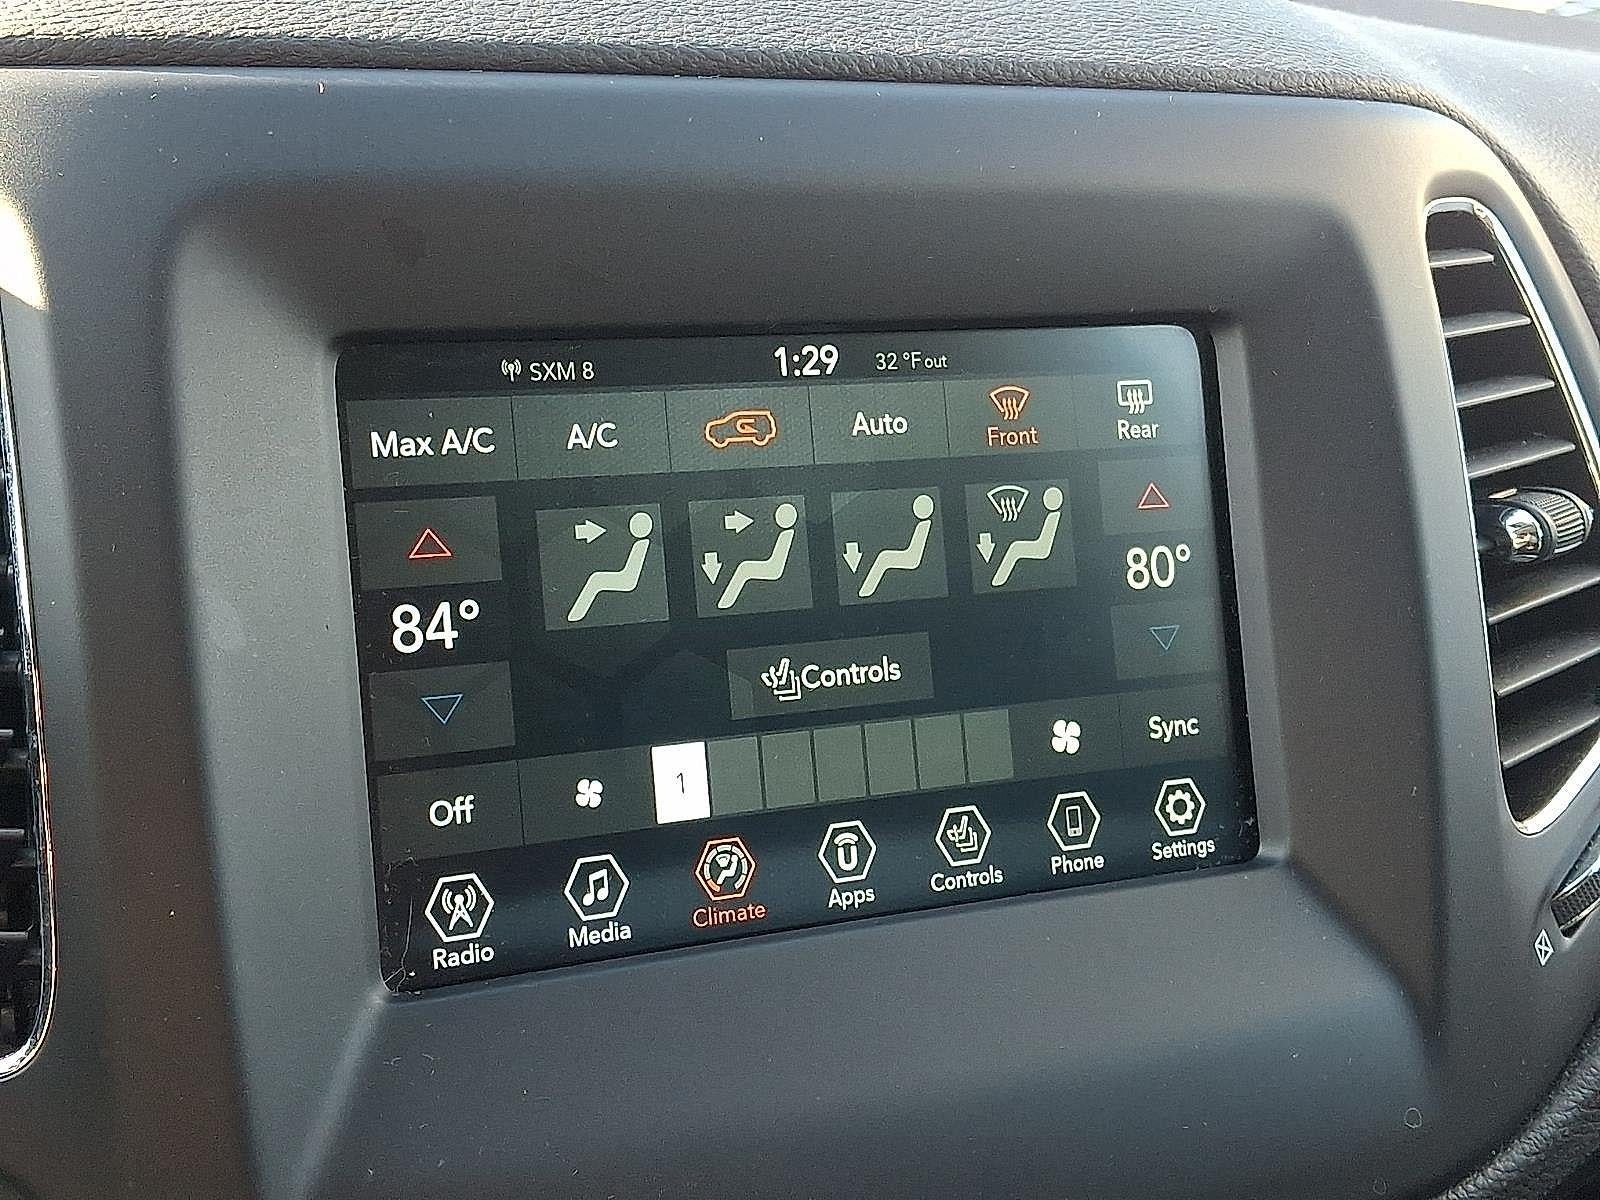 SXM 8 1:29 32 °F out
Max A/C A/C Auto Front Rear
84° 80°
Controls
1 Sync
Off
Radio Media Climate Apps Controls Phone Settings